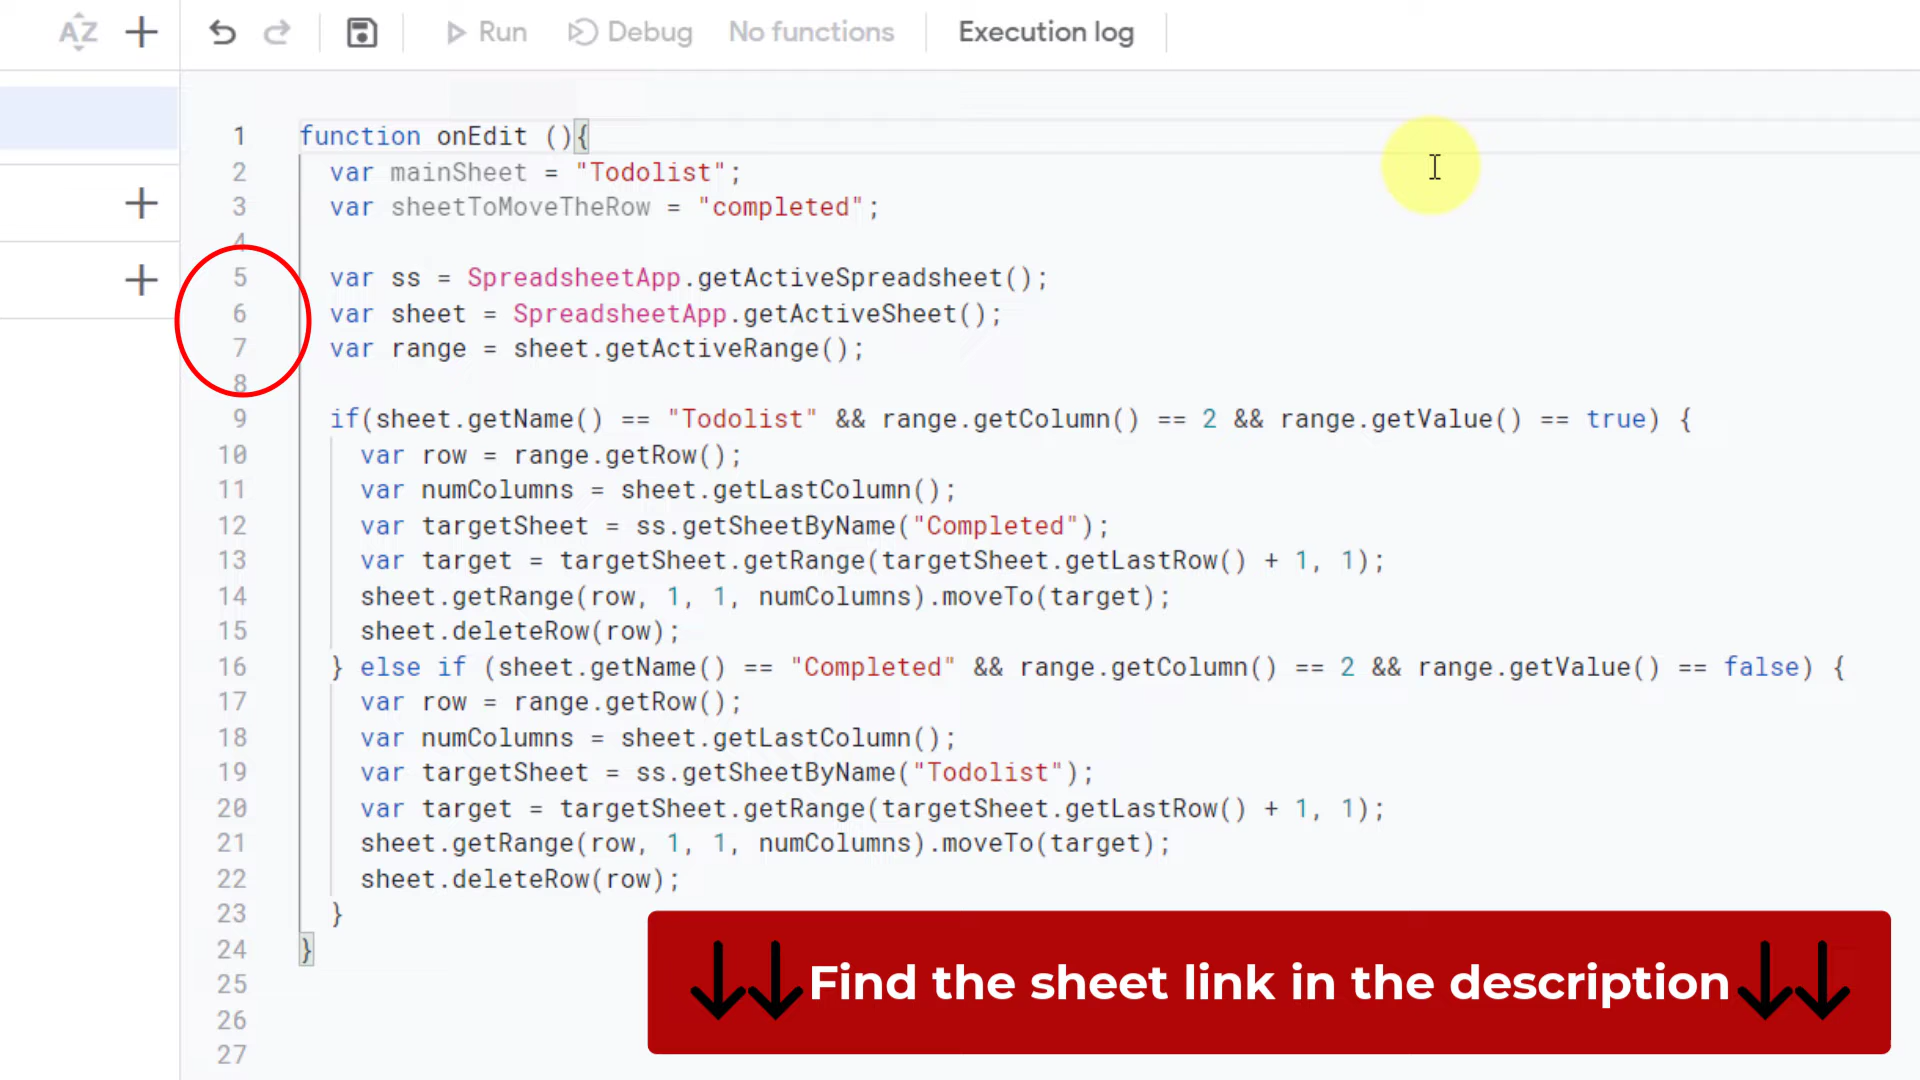 AZ Run Debug No functions Execution log
1 function onEdit (){
2 var mainSheet = "Todolist";
3 var sheetToMoveTheRow = "completed";
4
5 var ss = SpreadsheetApp.getActiveSpreadsheet();
6 var sheet = SpreadsheetApp.getActiveSheet();
7 var range = sheet.getActiveRange();
8
9 if(sheet.getName() == "Todolist" && range.getColumn() == 2 && range.getValue() == true) {
10 var row = range.getRow();
11 var numColumns = sheet.getLastColumn();
12 var targetSheet = ss.getSheetByName("Completed");
13 var target = targetSheet.getRange(targetSheet.getLastRow() + 1, 1);
14 sheet.getRange(row, 1, 1, numColumns).moveTo(target);
15 sheet.deleteRow(row);
16 } else if (sheet.getName() == "Completed" && range.getColumn() == 2 && range.getValue() == false) {
17 var row = range.getRow();
18 var numColumns = sheet.getLastColumn();
19 var targetSheet = ss.getSheetByName("Todolist");
20 var target = targetSheet.getRange(targetSheet.getLastRow() + 1, 1);
21 sheet.getRange(row, 1, 1, numColumns).moveTo(target);
22 sheet.deleteRow(row);
23 }
24 }
25
26
27
Find the sheet link in the description